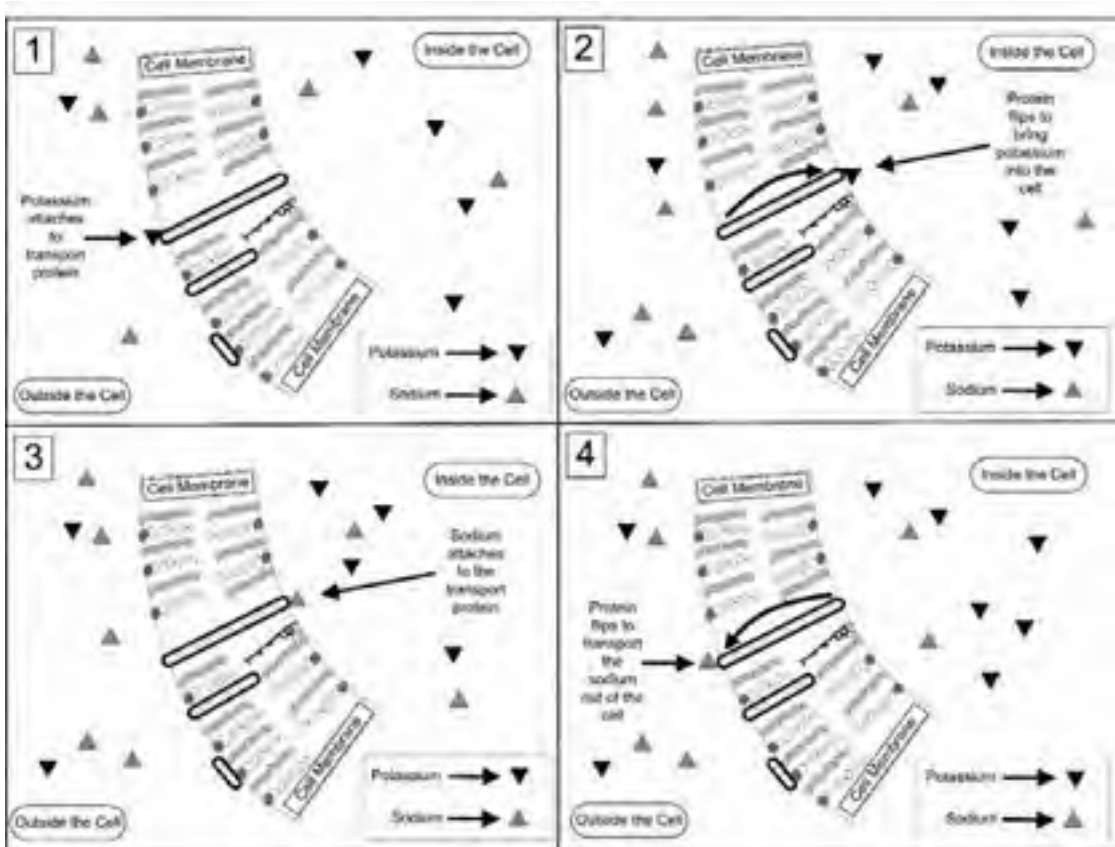 1
Cell Membrane
Inside the Cell
Potassium
attaches
to
transport
protein
Cell Membrane
Potassium
Sodium
Outside the Cell
2
Cell Membrane
Inside the Cell
Protein
flips to
bring
potassium
into the
cell
Cell Membrane
Potassium
Sodium
Outside the Cell
3
Cell Membrane
Inside the Cell
Sodium
attaches
to the
transport
protein
Cell Membrane
Potassium
Sodium
Outside the Cell
4
Cell Membrane
Inside the Cell
Protein
flips to
transport
the
sodium
out of the
cell
Cell Membrane
Potassium
Sodium
Outside the Cell